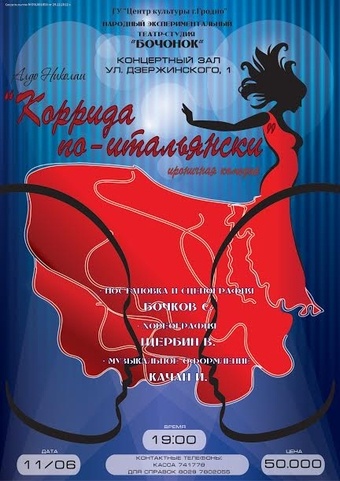 ГУ "Центр культуры г.Гродно"
НАРОДНЫЙ ЭКСПЕРИМЕНТАЛЬНЫЙ
ТЕАТР-СТУДИЯ
"БОЧОНОК"
КОНЦЕРТНЫЙ ЗАЛ
УЛ. ДЗЕРЖИНСКОГО, 1
Альдо Николаи
"Коррида
по-итальянски"
ироничная комедия
· ПОСТАНОВКА И СЦЕНОГРАФИЯ
БОЧКОВ С.
· ХОРЕОГРАФИЯ
ЩЕРБИН В.
· МУЗЫКАЛЬНОЕ ОФОРМЛЕНИЕ
КАЧАН И.
ВРЕМЯ
19:00
ДАТА
11/06
КОНТАКТНЫЕ ТЕЛЕФОНЫ:
КАССА 741778
ДЛЯ СПРАВОК 8029 7802055
ЦЕНА
50.000